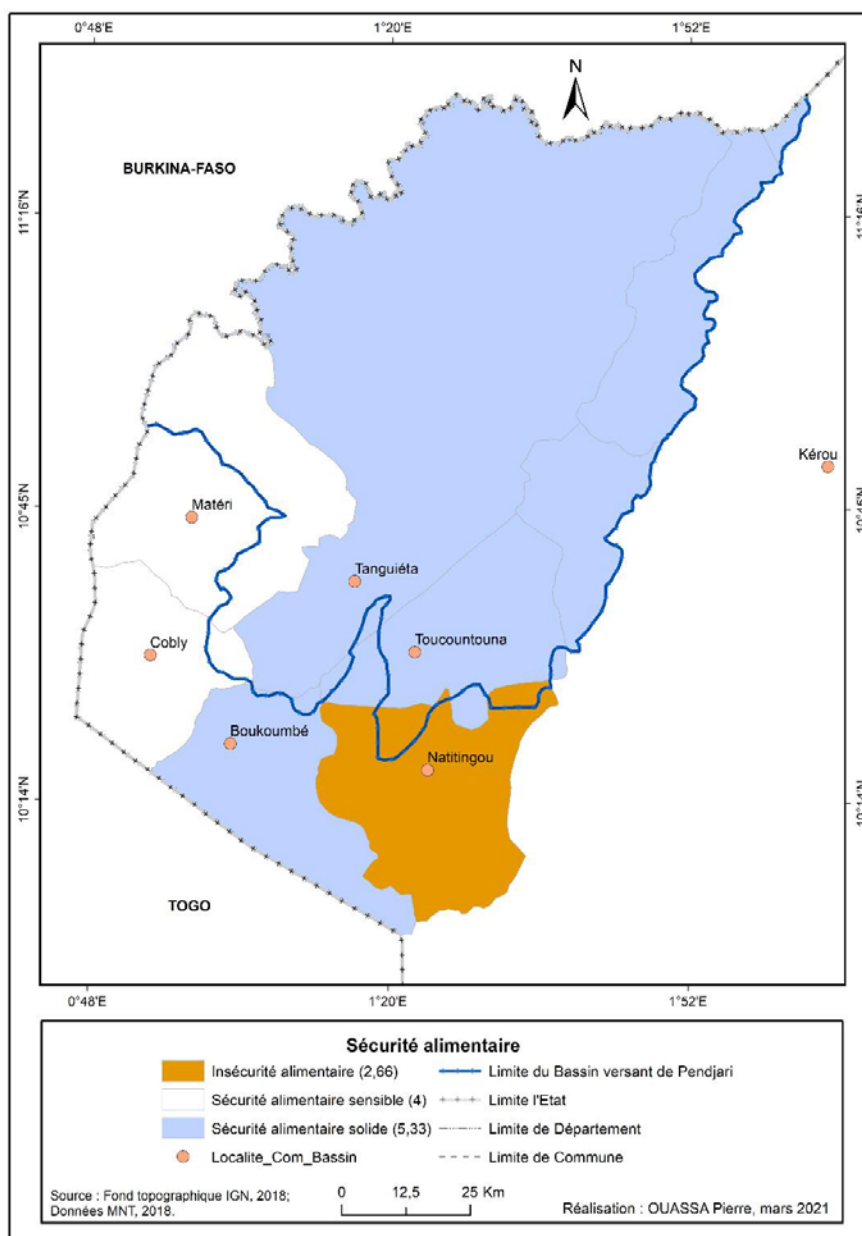 0°48'E 1°20'E 1°52'E
N
BURKINA-FASO
11°16'N 11°16'N
Kérou
Matéri
10°45'N 10°45'N
Tanguiéta
Toucountouna
Cobly
Boukoumbé
Natitingou
10°14'N 10°14'N
TOGO
0°48'E 1°20'E 1°52'E
Sécurité alimentaire
Insécurité alimentaire (2,66) Limite du Bassin versant de Pendjari
Sécurité alimentaire sensible (4) Limite l'Etat
Sécurité alimentaire solide (5,33) Limite de Département
Localite_Com_Bassin Limite de Commune
Source : Fond topographique IGN, 2018;
Données MNT, 2018.
0 12,5 25 Km
Réalisation : OUASSA Pierre, mars 2021